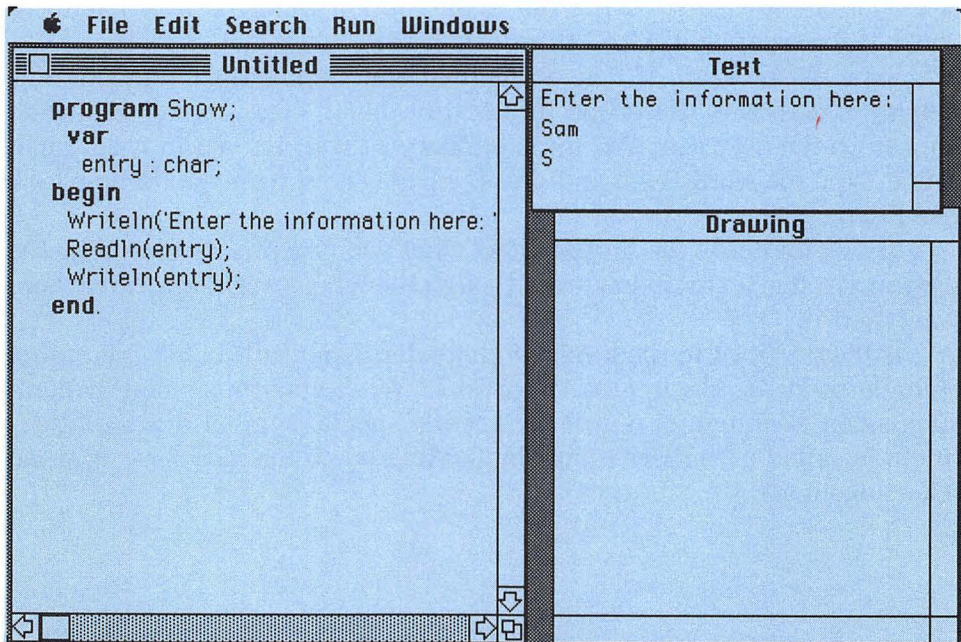 File Edit Search Run Windows
Untitled
program Show;
var
entry : char;
begin
Writeln('Enter the information here: '
Readln(entry);
Writeln(entry);
end.
Text
Enter the information here:
Sam
S
Drawing